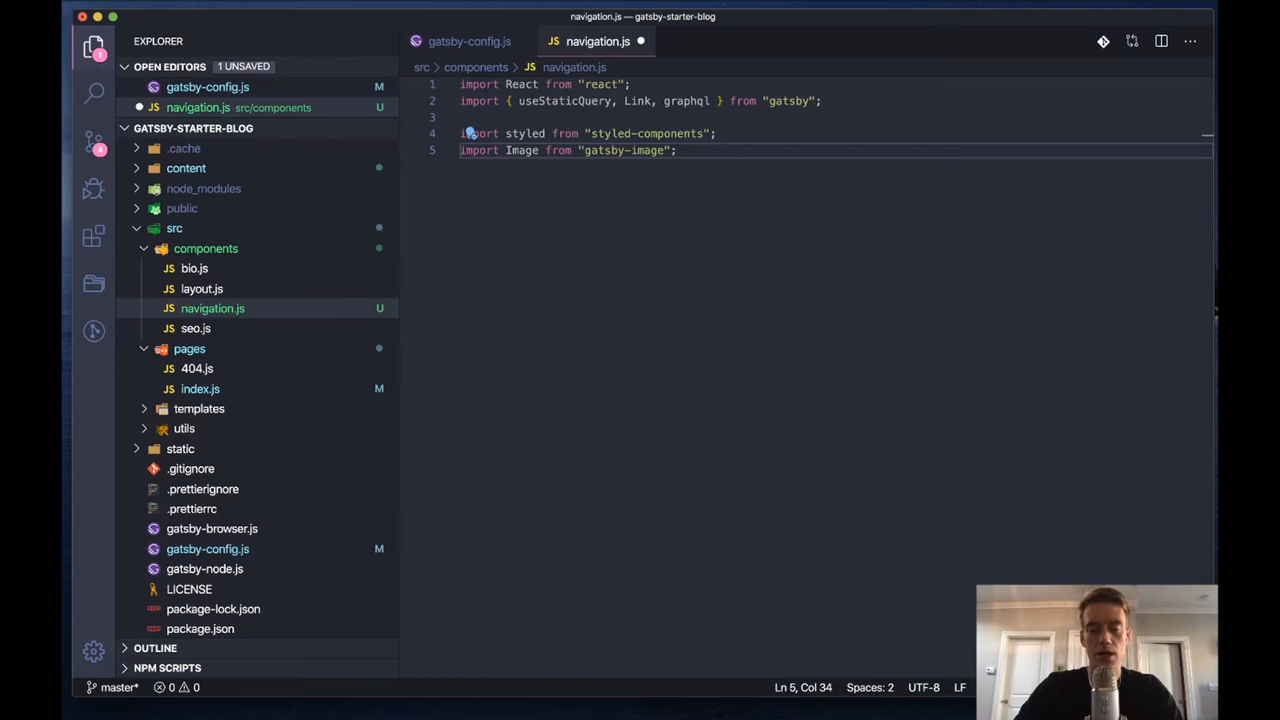 navigation.js — gatsby-starter-blog
EXPLORER
OPEN EDITORS 1 UNSAVED
gatsby-config.js M
navigation.js src/components U
GATSBY-STARTER-BLOG
.cache
content
node_modules
public
src
components
bio.js
layout.js
navigation.js U
seo.js
pages
404.js
index.js M
templates
utils
static
.gitignore
.prettierignore
.prettierrc
gatsby-browser.js
gatsby-config.js M
gatsby-node.js
LICENSE
package-lock.json
package.json
OUTLINE
NPM SCRIPTS
1
1
gatsby-config.js
JS navigation.js
src > components > JS navigation.js
1 import React from "react";
2 import { useStaticQuery, Link, graphql } from "gatsby";
3
4 import styled from "styled-components";
5 import Image from "gatsby-image";
master* 0 0
Ln 5, Col 34 Spaces: 2 UTF-8 LF